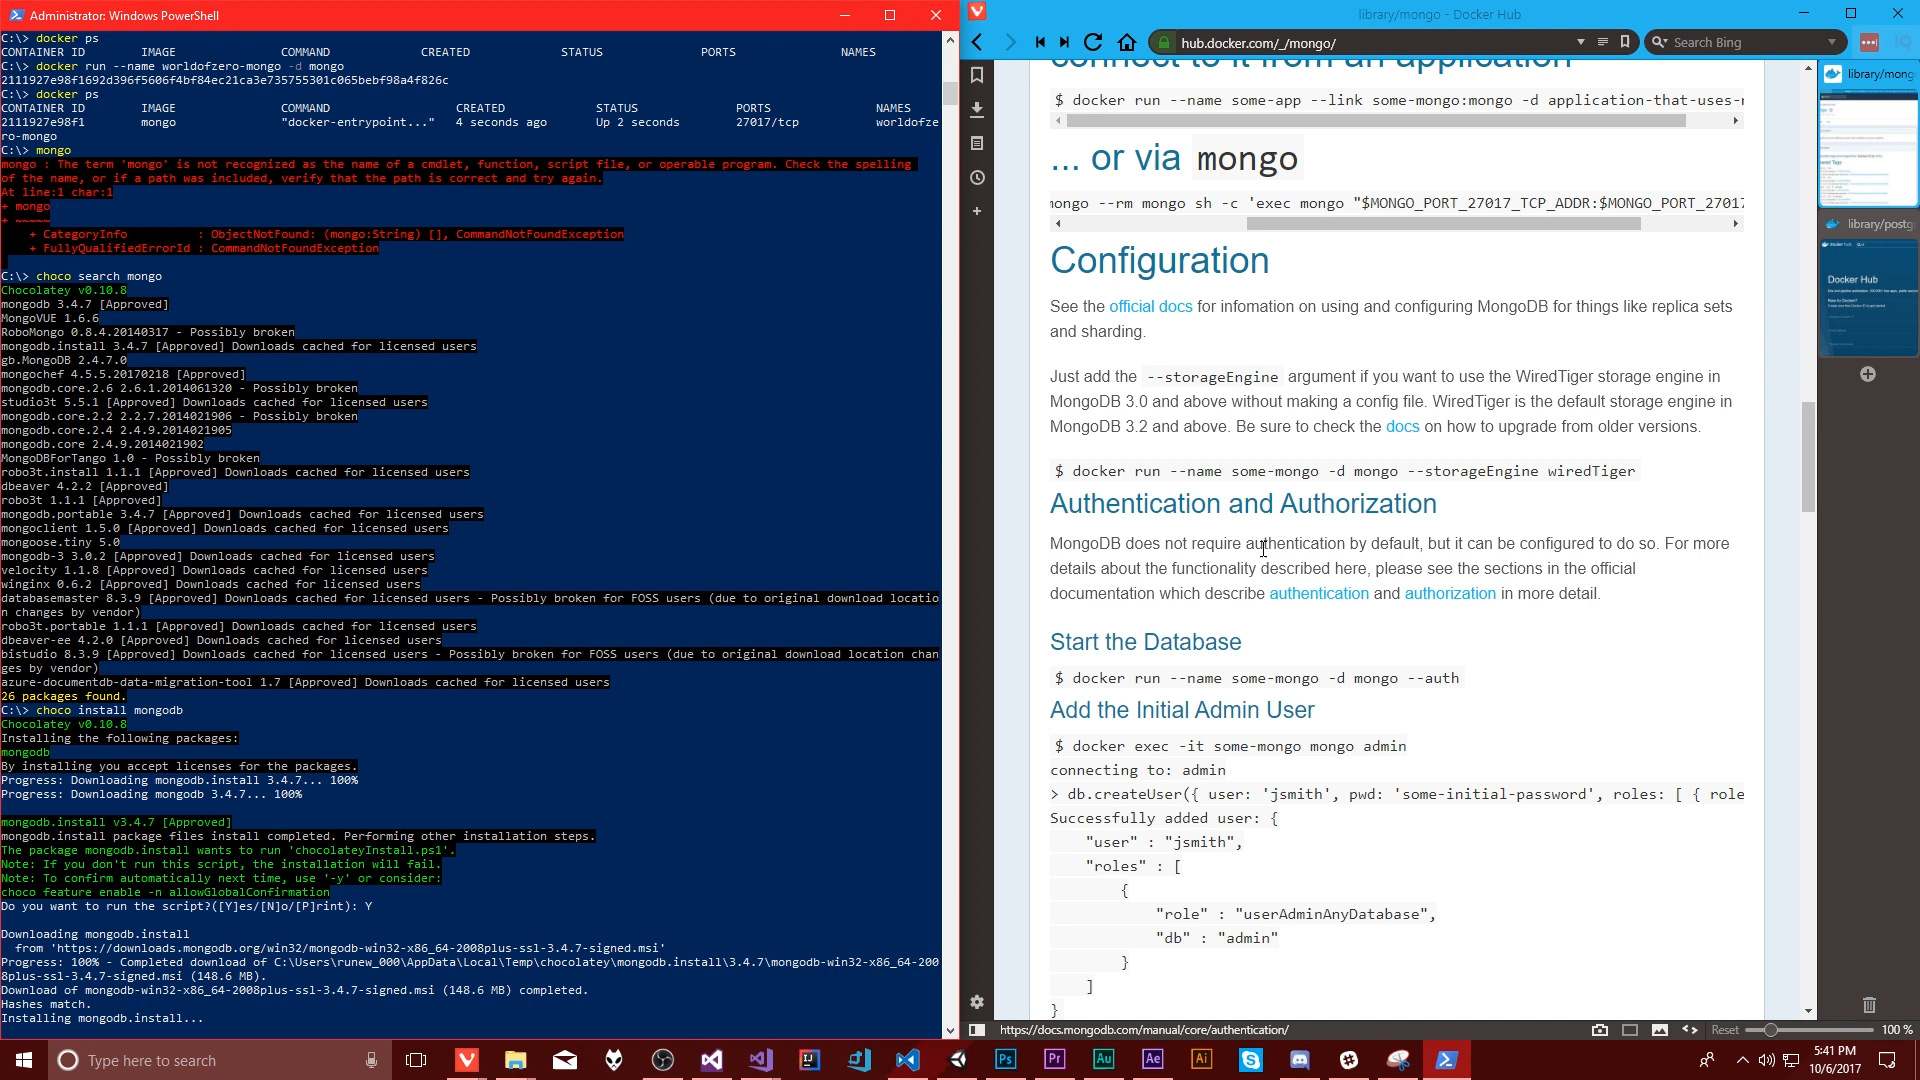 Administrator: Windows PowerShell
C:\> docker ps
CONTAINER ID IMAGE COMMAND CREATED STATUS PORTS NAMES
C:\> docker run --name worldofzero-mongo -d mongo
2111927e98f1692d396f5606f4bf84ec21ca3e735755301c065bebf98a4f826c
C:\> docker ps
CONTAINER ID IMAGE COMMAND CREATED STATUS PORTS NAMES
2111927e98f1 mongo "docker-entrypoint..." 4 seconds ago Up 2 seconds 27017/tcp worldofze
ro-mongo
C:\> mongo
mongo : The term 'mongo' is not recognized as the name of a cmdlet, function, script file, or operable program. Check the spelling
of the name, or if a path was included, verify that the path is correct and try again.
At line:1 char:1
+ mongo
+ ~~~~~
+ CategoryInfo : ObjectNotFound: (mongo:String) [], CommandNotFoundException
+ FullyQualifiedErrorId : CommandNotFoundException
C:\> choco search mongo
Chocolatey v0.10.8
mongodb 3.4.7 [Approved]
MongoVUE 1.6.6
RoboMongo 0.8.4.20140317 - Possibly broken
mongodb.install 3.4.7 [Approved] Downloads cached for licensed users
gb.MongoDB 2.4.7.0
mongochef 4.5.5.20170218 [Approved]
mongodb.core.2.6 2.6.1.2014061320 - Possibly broken
studio3t 5.5.1 [Approved] Downloads cached for licensed users
mongodb.core.2.2 2.2.7.2014021906 - Possibly broken
mongodb.core.2.4 2.4.9.2014021905
mongodb.core 2.4.9.2014021902
MongoDBForTango 1.0 - Possibly broken
robo3t.install 1.1.1 [Approved] Downloads cached for licensed users
dbeaver 4.2.2 [Approved]
robo3t 1.1.1 [Approved]
mongodb.portable 3.4.7 [Approved] Downloads cached for licensed users
mongoclient 1.5.0 [Approved] Downloads cached for licensed users
mongoose.tiny 5.0
mongodb-3 3.0.2 [Approved] Downloads cached for licensed users
velocity 1.1.8 [Approved] Downloads cached for licensed users
winginx 0.6.2 [Approved] Downloads cached for licensed users
databasemaster 8.3.9 [Approved] Downloads cached for licensed users - Possibly broken for FOSS users (due to original download locatio
n changes by vendor)
robo3t.portable 1.1.1 [Approved] Downloads cached for licensed users
dbeaver-ee 4.2.0 [Approved] Downloads cached for licensed users
bistudio 8.3.9 [Approved] Downloads cached for licensed users - Possibly broken for FOSS users (due to original download location chan
ges by vendor)
azure-documentdb-data-migration-tool 1.7 [Approved] Downloads cached for licensed users
26 packages found.
C:\> choco install mongodb
Chocolatey v0.10.8
Installing the following packages:
mongodb
By installing you accept licenses for the packages.
Progress: Downloading mongodb.install 3.4.7... 100%
Progress: Downloading mongodb 3.4.7... 100%
mongodb.install v3.4.7 [Approved]
mongodb.install package files install completed. Performing other installation steps.
The package mongodb.install wants to run 'chocolateyInstall.ps1'.
Note: If you don't run this script, the installation will fail.
Note: To confirm automatically next time, use '-y' or consider:
choco feature enable -n allowGlobalConfirmation
Do you want to run the script?([Y]es/[N]o/[P]rint): Y
Downloading mongodb.install
from 'https://downloads.mongodb.org/win32/mongodb-win32-x86_64-2008plus-ssl-3.4.7-signed.msi'
Progress: 100% - Completed download of C:\Users\runew_000\AppData\Local\Temp\chocolatey\mongodb.install\3.4.7\mongodb-win32-x86_64-200
8plus-ssl-3.4.7-signed.msi (148.6 MB).
Download of mongodb-win32-x86_64-2008plus-ssl-3.4.7-signed.msi (148.6 MB) completed.
Hashes match.
Installing mongodb.install...
library/mongo - Docker Hub
hub.docker.com/_/mongo/
Search Bing
connect to it from an application
$ docker run --name some-app --link some-mongo:mongo -d application-that-uses-
... or via mongo
mongo --rm mongo sh -c 'exec mongo "$MONGO_PORT_27017_TCP_ADDR:$MONGO_PORT_27017
Configuration
See the official docs for infomation on using and configuring MongoDB for things like replica sets
and sharding.
Just add the --storageEngine argument if you want to use the WiredTiger storage engine in
MongoDB 3.0 and above without making a config file. WiredTiger is the default storage engine in
MongoDB 3.2 and above. Be sure to check the docs on how to upgrade from older versions.
$ docker run --name some-mongo -d mongo --storageEngine wiredTiger
Authentication and Authorization
MongoDB does not require authentication by default, but it can be configured to do so. For more
details about the functionality described here, please see the sections in the official
documentation which describe authentication and authorization in more detail.
Start the Database
$ docker run --name some-mongo -d mongo --auth
Add the Initial Admin User
$ docker exec -it some-mongo mongo admin
connecting to: admin
> db.createUser({ user: 'jsmith', pwd: 'some-initial-password', roles: [ { role
Successfully added user: {
"user" : "jsmith",
"roles" : [
{
"role" : "userAdminAnyDatabase",
"db" : "admin"
}
]
}
library/mong
library/postg
Docker Hub
https://docs.mongodb.com/manual/core/authentication/
Reset
100 %
Type here to search
Ps
Pr
Au
Ae
Ai
5:41 PM
10/6/2017